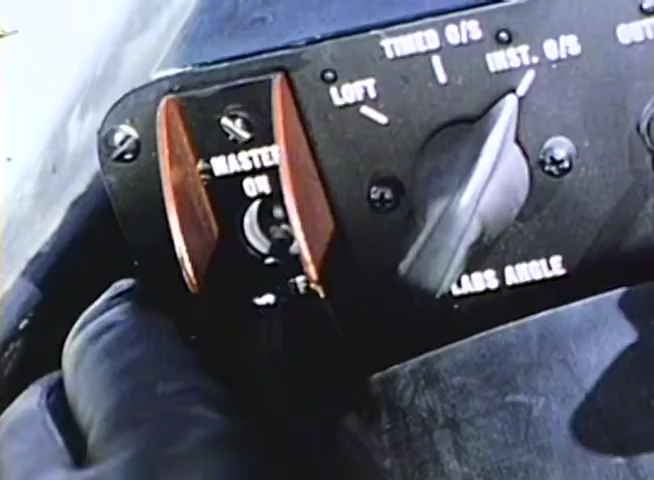 TIMED O/S
INST. O/S
LOFT
MASTER
ON
LABS ANGLE